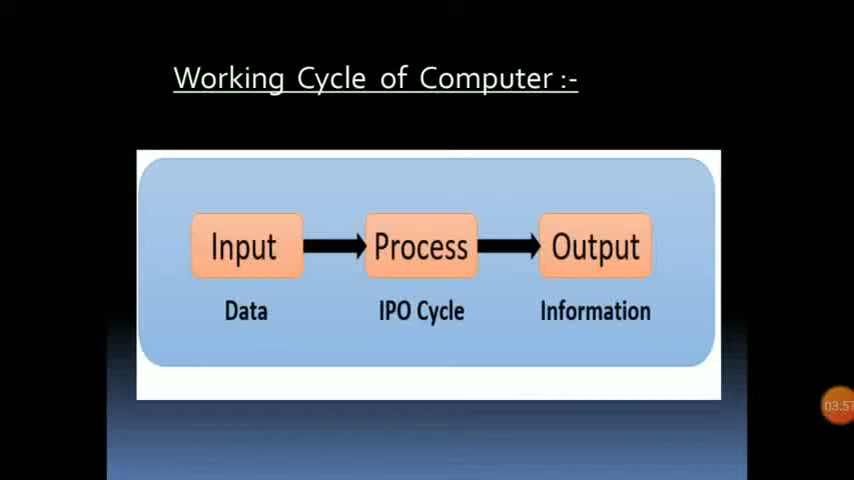 Working Cycle of Computer :-
Input Process Output
Data IPO Cycle Information
03:57